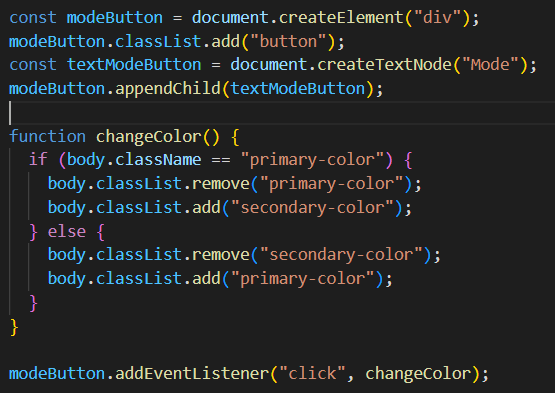 const modeButton = document.createElement("div");
modeButton.classList.add("button");
const textModeButton = document.createTextNode("Mode");
modeButton.appendChild(textModeButton);
function changeColor() {
if (body.className == "primary-color") {
body.classList.remove("primary-color");
body.classList.add("secondary-color");
} else {
body.classList.remove("secondary-color");
body.classList.add("primary-color");
}
}
modeButton.addEventListener("click", changeColor);